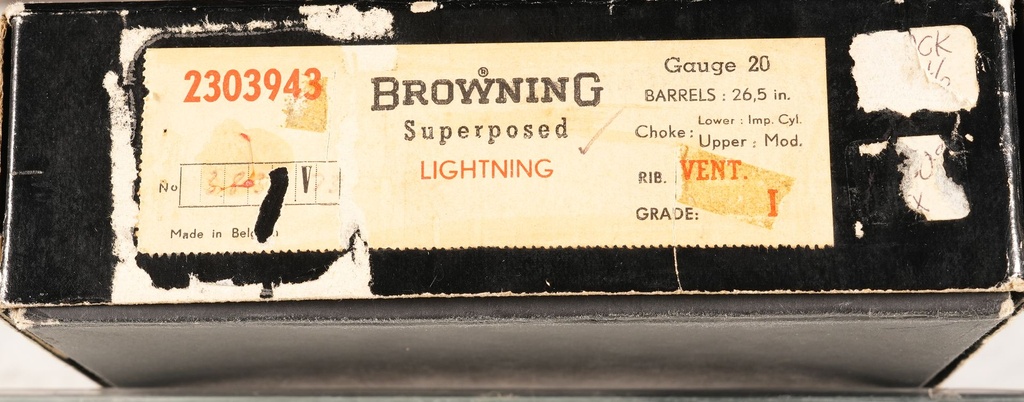 2303943
No V
Made in
BROWNING®
Superposed
LIGHTNING
Gauge 20
BARRELS : 26,5 in.
Choke: Lower : Imp. Cyl.
Upper : Mod.
RIB. VENT.
GRADE: I
CK
X